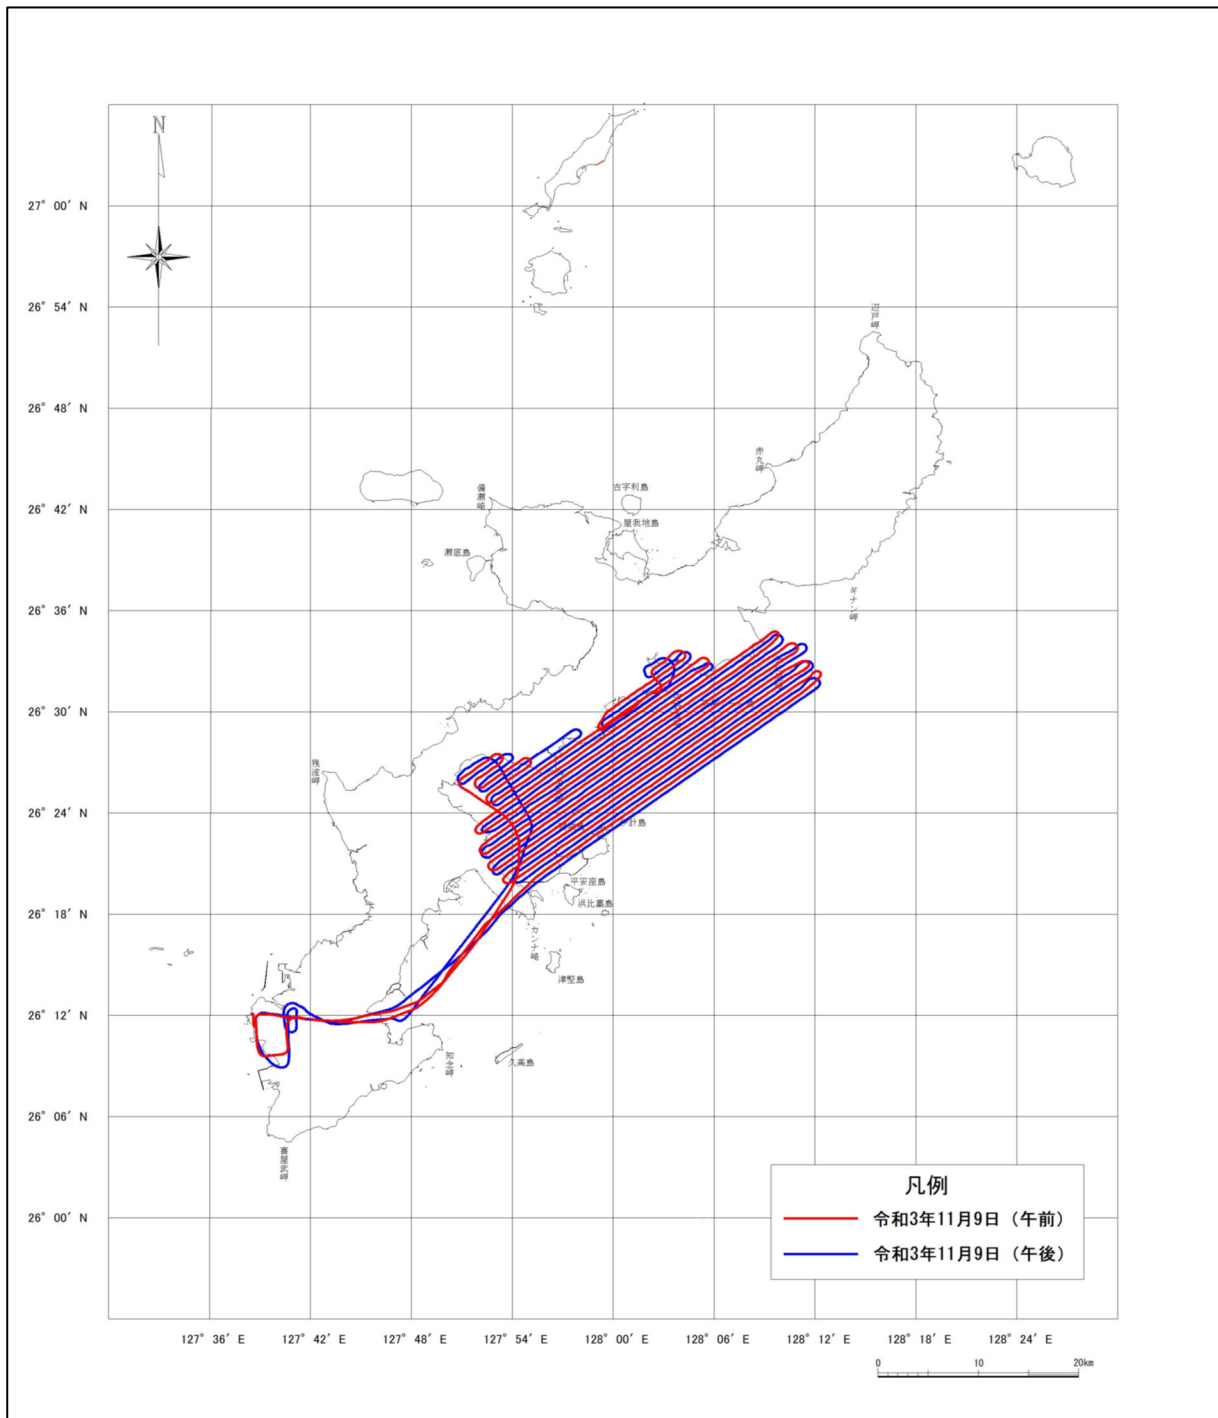 N
27° 00′ N
26° 54′ N
辺戸岬
26° 48′ N
赤丸岬
備瀬崎
古宇利島
26° 42′ N
屋我地島
瀬底島
26° 36′ N
ギナン岬
26° 30′ N
残波岬
26° 24′ N
計島
平安座島
浜比嘉島
26° 18′ N
カンナ崎
津堅島
26° 12′ N
知念岬
久高島
26° 06′ N
喜屋武岬
26° 00′ N
凡例
令和3年11月9日（午前）
令和3年11月9日（午後）
127° 36′ E
127° 42′ E
127° 48′ E
127° 54′ E
128° 00′ E
128° 06′ E
128° 12′ E
128° 18′ E
128° 24′ E
0 10 20km